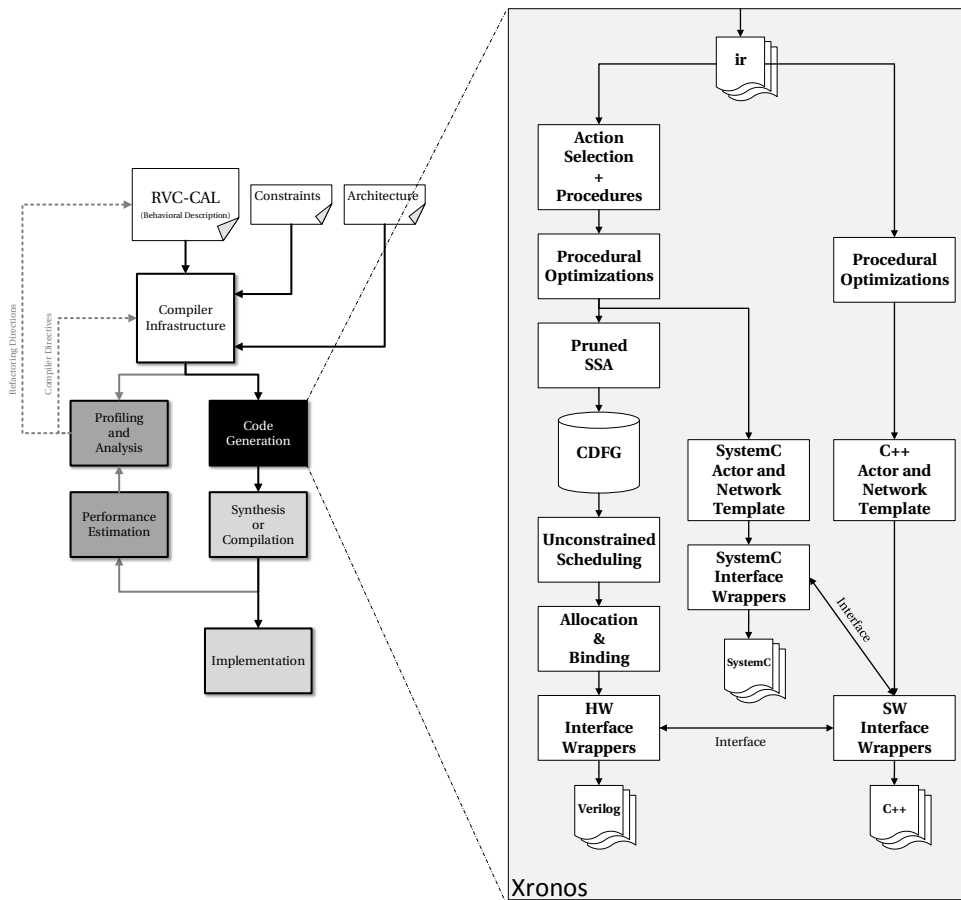 RVC-CAL
(Behavioral Description)
Constraints
Architecture
Compiler
Infrastructure
Refactoring Directions
Compiler Directives
Profiling
and
Analysis
Code
Generation
Performance
Estimation
Synthesis
or
Compilation
Implementation
ir
Action
Selection
+
Procedures
Procedural
Optimizations
Procedural
Optimizations
Pruned
SSA
CDFG
SystemC
Actor and
Network
Template
C++
Actor and
Network
Template
Unconstrained
Scheduling
SystemC
Interface
Wrappers
Interface
Allocation
&
Binding
SystemC
HW
Interface
Wrappers
Interface
SW
Interface
Wrappers
Verilog
C++
Xronos